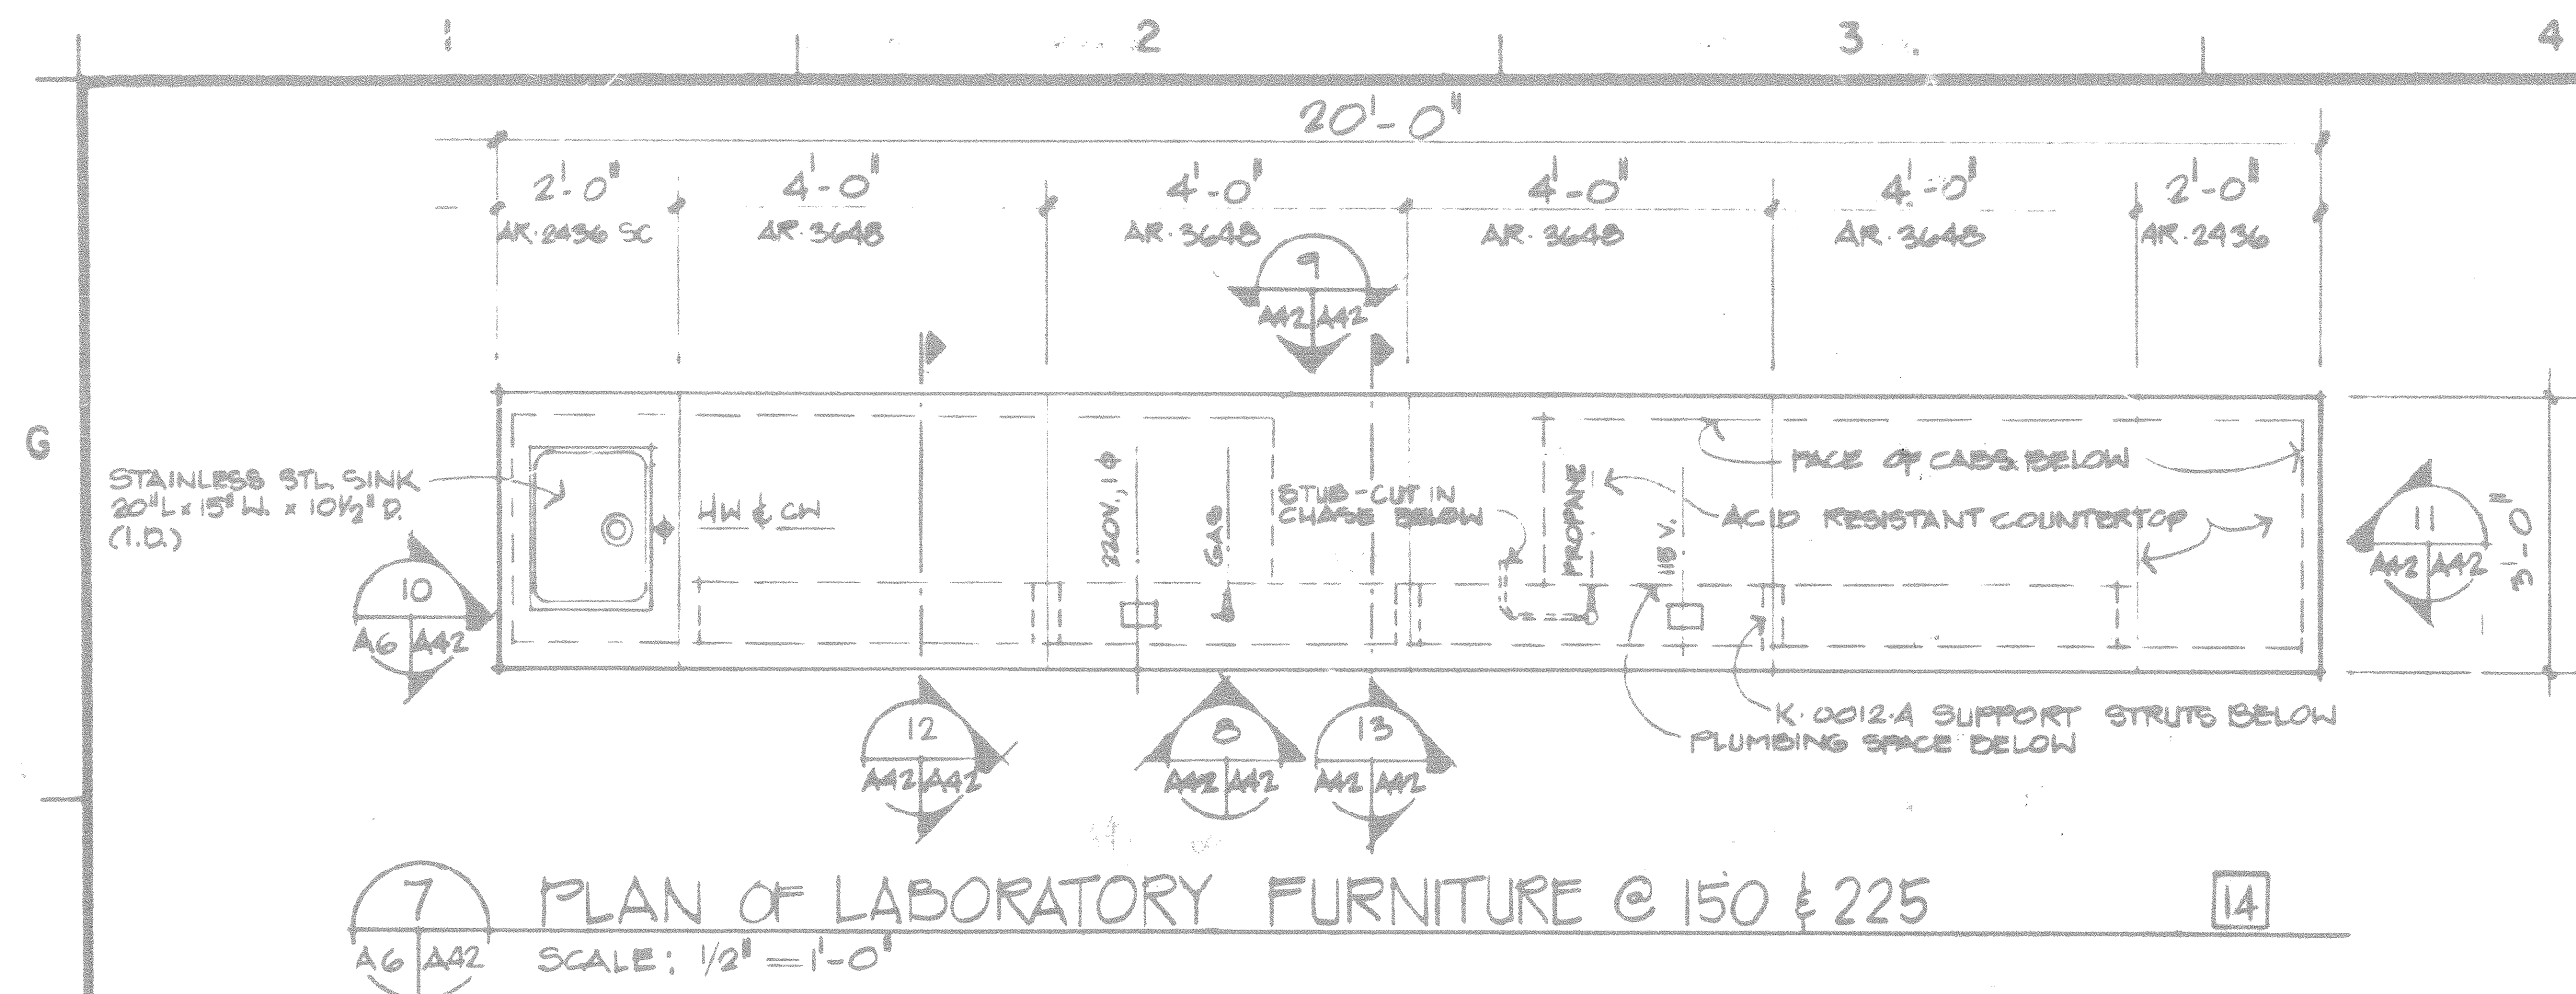 1 2 3 4
20'-0"
2'-0" 4'-0" 4'-0" 4'-0" 4'-0" 2'-0"
AR·2436 SC AR·3648 AR·3648 AR·3648 AR·3648 AR·2436
9
A42 A42
G
STAINLESS STL. SINK
20"L x 15" W. x 10½" D.
(I.D.)
HW & CW
220V, 1Φ
GAS
STUB-OUT IN
CHASE BELOW
PROPANE
115 V.
FACE OF CABS. BELOW
ACID RESISTANT COUNTERTOP
10
A6 A42
11
A42 A42
3'-0"
12
A42 A42
8
A42 A42
13
A42 A42
K·0012·A SUPPORT STRUTS BELOW
PLUMBING SPACE BELOW
7
A6 A42
PLAN OF LABORATORY FURNITURE @ 150 & 225
14
SCALE: 1/2" = 1'-0"